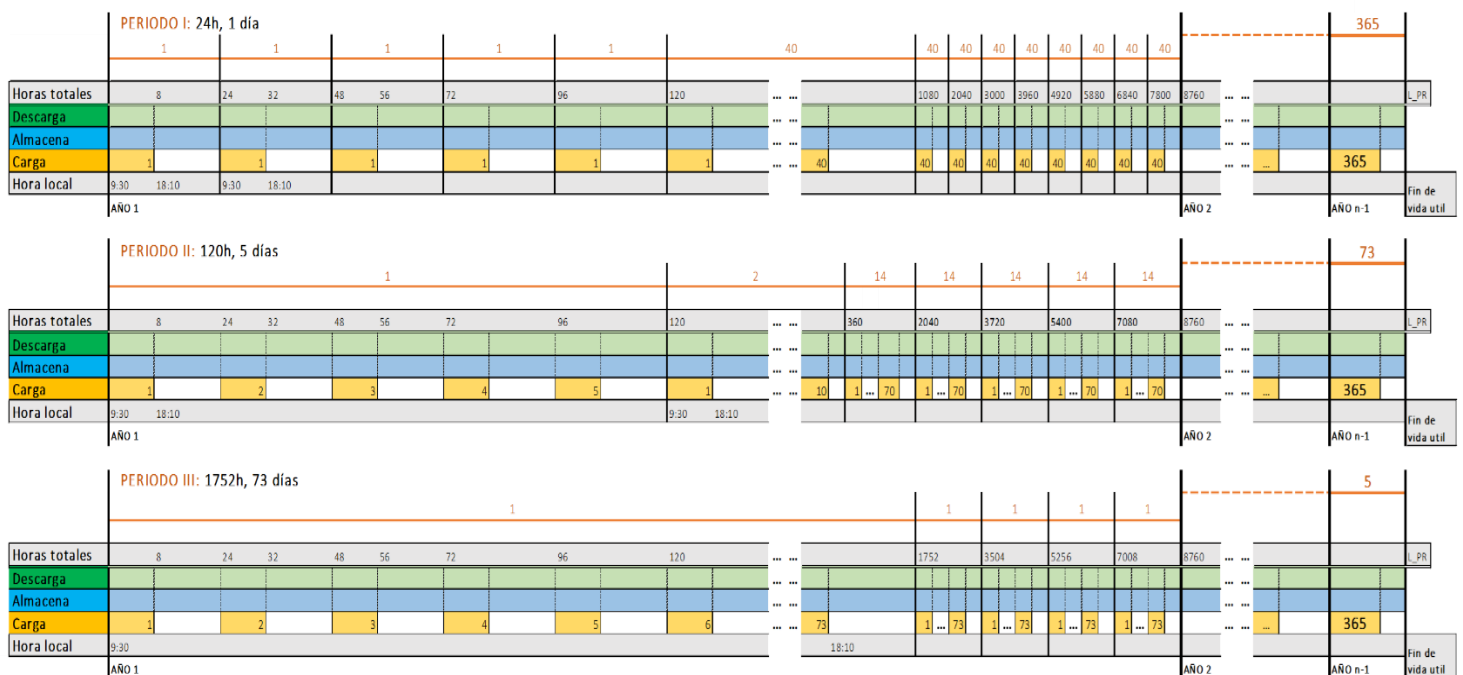 PERIODO I: 24h, 1 día
365
1 1 1 1 1 40 40 40 40 40 40 40 40 40
Horas totales 8 24 32 48 56 72 96 120 ... ... 1080 2040 3000 3960 4920 5880 6840 7800 8760 ... ... L_PR
Descarga ... ... ... ...
Almacena ... ... ... ...
Carga 1 1 1 1 1 1 ... ... 40 40 40 40 40 40 40 40 40 ... ... ... 365
Hora local 9:30 18:10 9:30 18:10
Fin de
AÑO 1 AÑO 2 AÑO n-1 vida util
PERIODO II: 120h, 5 días
73
1 2 14 14 14 14 14
Horas totales 8 24 32 48 56 72 96 120 ... ... 360 2040 3720 5400 7080 8760 ... ... L_PR
Descarga ... ... ... ...
Almacena ... ... ... ...
Carga 1 2 3 4 5 1 ... ... 10 1 ... 70 1 ... 70 1 ... 70 1 ... 70 1 ... 70 ... ... ... 365
Hora local 9:30 18:10 9:30 18:10
Fin de
AÑO 1 AÑO 2 AÑO n-1 vida util
PERIODO III: 1752h, 73 días
5
1 1 1 1 1
Horas totales 8 24 32 48 56 72 96 120 ... ... 1752 3504 5256 7008 8760 ... ... L_PR
Descarga ... ... ... ...
Almacena ... ... ... ...
Carga 1 2 3 4 5 6 ... ... 73 1 ... 73 1 ... 73 1 ... 73 1 ... 73 ... ... ... 365
Hora local 9:30 18:10
Fin de
AÑO 1 AÑO 2 AÑO n-1 vida util